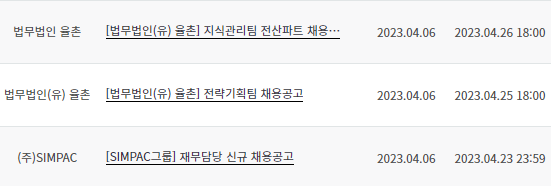 법무법인 율촌 [법무법인(유) 율촌] 지식관리팀 전산파트 채용… 2023.04.06 2023.04.26 18:00
법무법인(유) 율촌 [법무법인(유) 율촌] 전략기획팀 채용공고 2023.04.06 2023.04.25 18:00
(주)SIMPAC [SIMPAC그룹] 재무담당 신규 채용공고 2023.04.06 2023.04.23 23:59